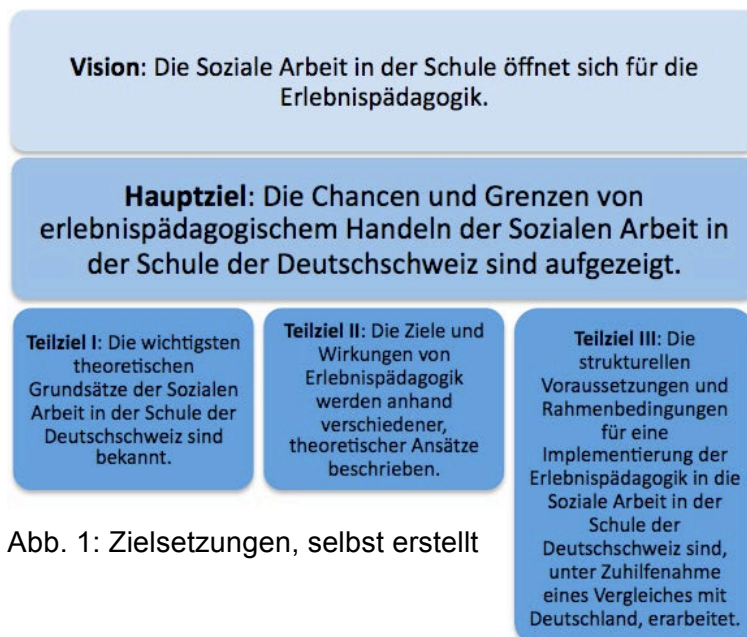 Vision: Die Soziale Arbeit in der Schule öffnet sich für die
Erlebnispädagogik.
Hauptziel: Die Chancen und Grenzen von
erlebnispädagogischem Handeln der Sozialen Arbeit in
der Schule der Deutschschweiz sind aufgezeigt.
Teilziel I: Die wichtigsten
theoretischen
Grundsätze der Sozialen
Arbeit in der Schule der
Deutschschweiz sind
bekannt.
Teilziel II: Die Ziele und
Wirkungen von
Erlebnispädagogik
werden anhand
verschiedener,
theoretischer Ansätze
beschrieben.
Teilziel III: Die
strukturellen
Voraussetzungen und
Rahmenbedingungen
für eine
Implementierung der
Erlebnispädagogik in die
Soziale Arbeit in der
Schule der
Deutschschweiz sind,
unter Zuhilfenahme
eines Vergleiches mit
Deutschland, erarbeitet.
Abb. 1: Zielsetzungen, selbst erstellt